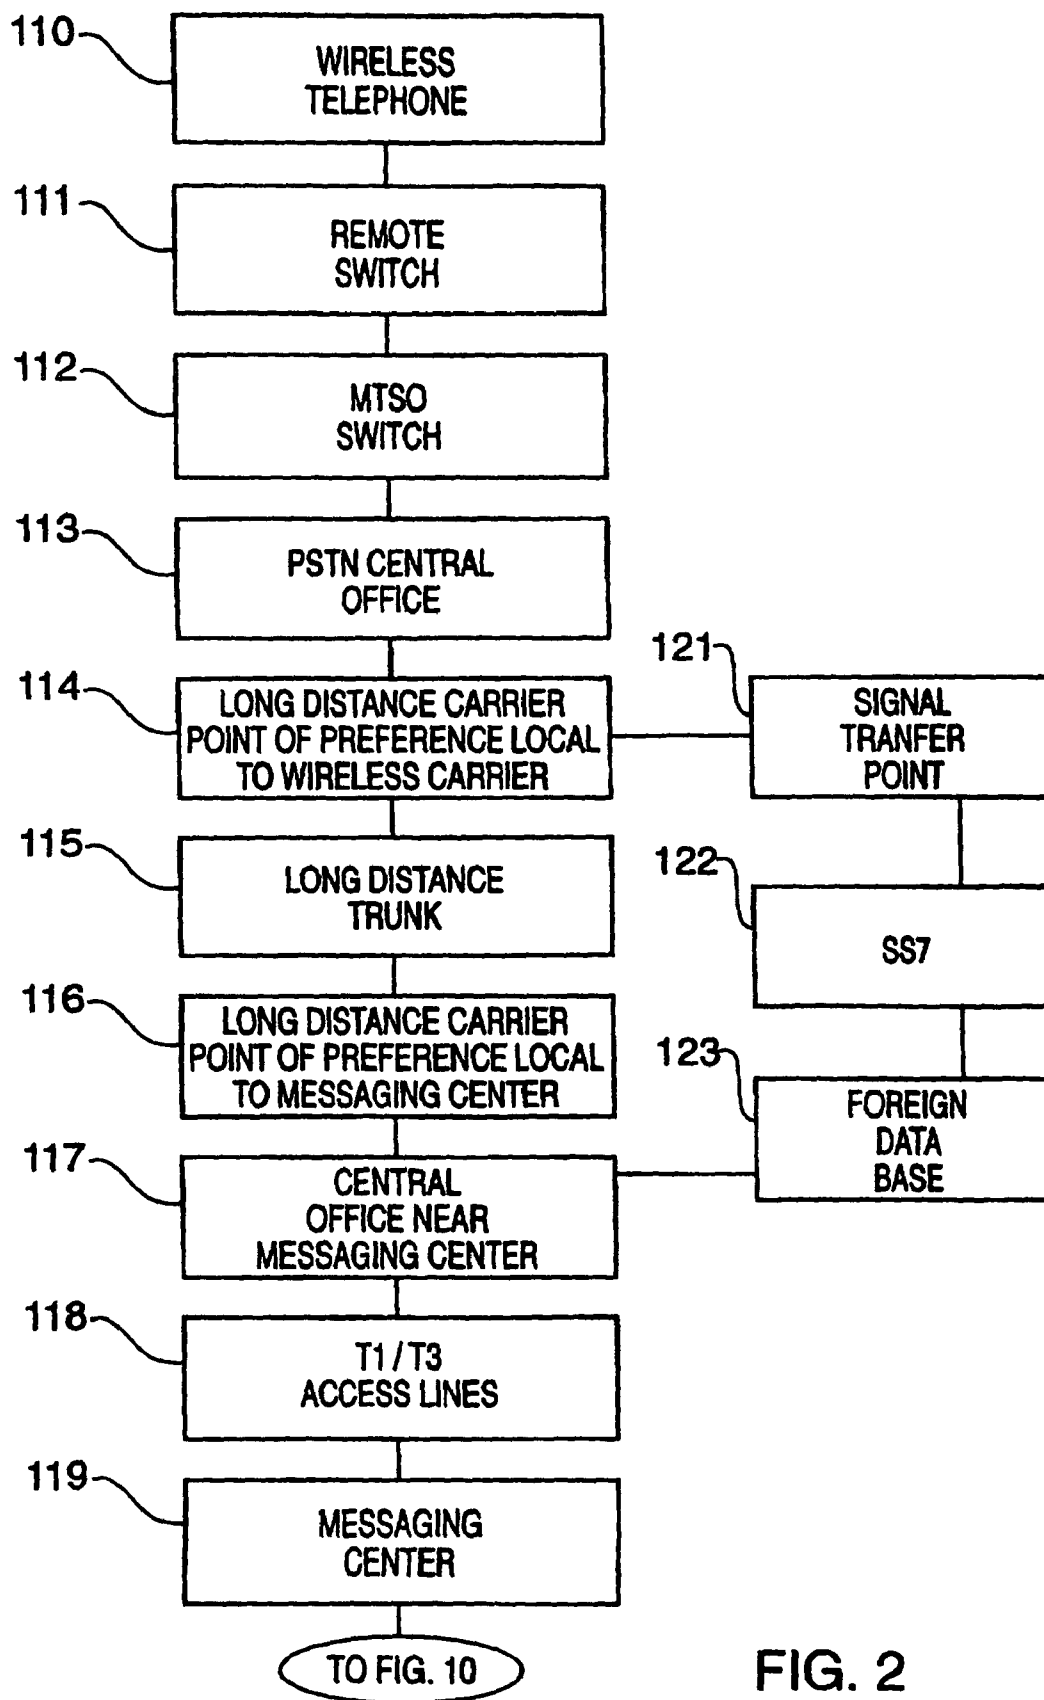 110
WIRELESS
TELEPHONE
111
REMOTE
SWITCH
112
MTSO
SWITCH
113
PSTN CENTRAL
OFFICE
114
LONG DISTANCE CARRIER
POINT OF PREFERENCE LOCAL
TO WIRELESS CARRIER
121
SIGNAL
TRANFER
POINT
115
LONG DISTANCE
TRUNK
122
SS7
116
LONG DISTANCE CARRIER
POINT OF PREFERENCE LOCAL
TO MESSAGING CENTER
123
FOREIGN
DATA
BASE
117
CENTRAL
OFFICE NEAR
MESSAGING CENTER
118
T1 / T3
ACCESS LINES
119
MESSAGING
CENTER
TO FIG. 10
FIG. 2